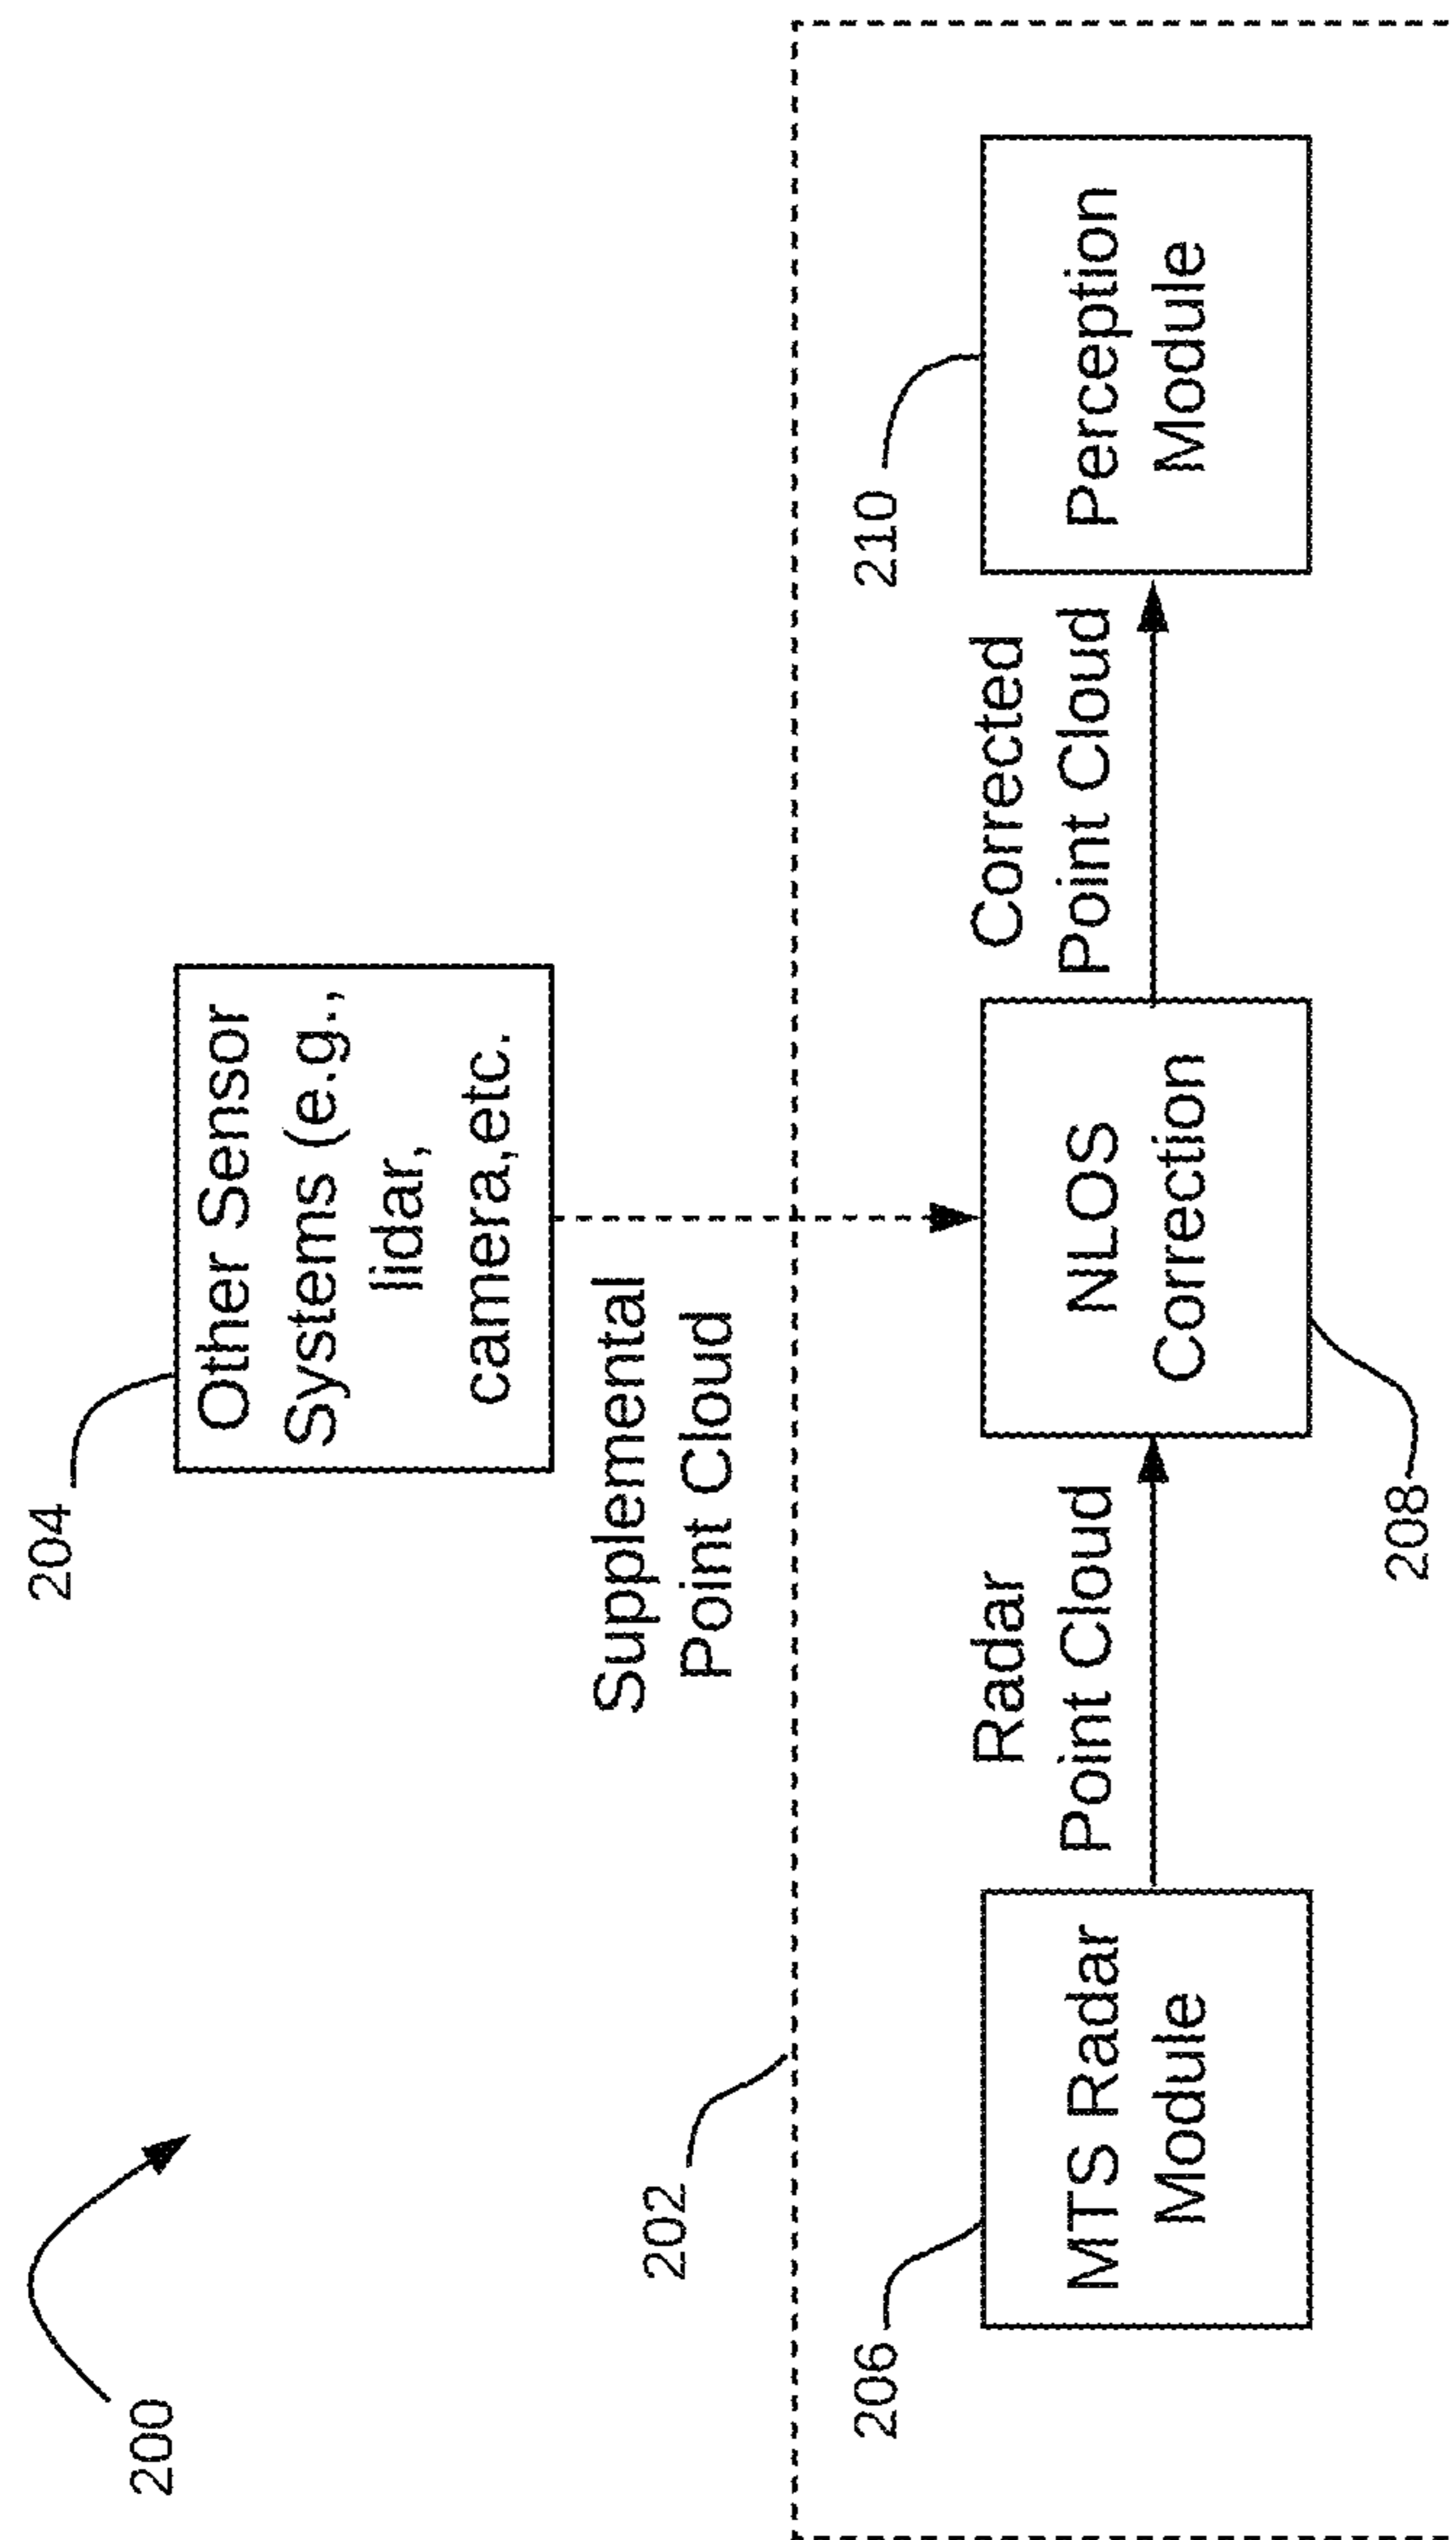 200
204
Other Sensor
Systems (e.g.,
lidar,
camera,etc.
Supplemental
Point Cloud
202
206
MTS Radar
Module
Radar
Point Cloud
NLOS
Correction
208
Corrected
Point Cloud
210
Perception
Module